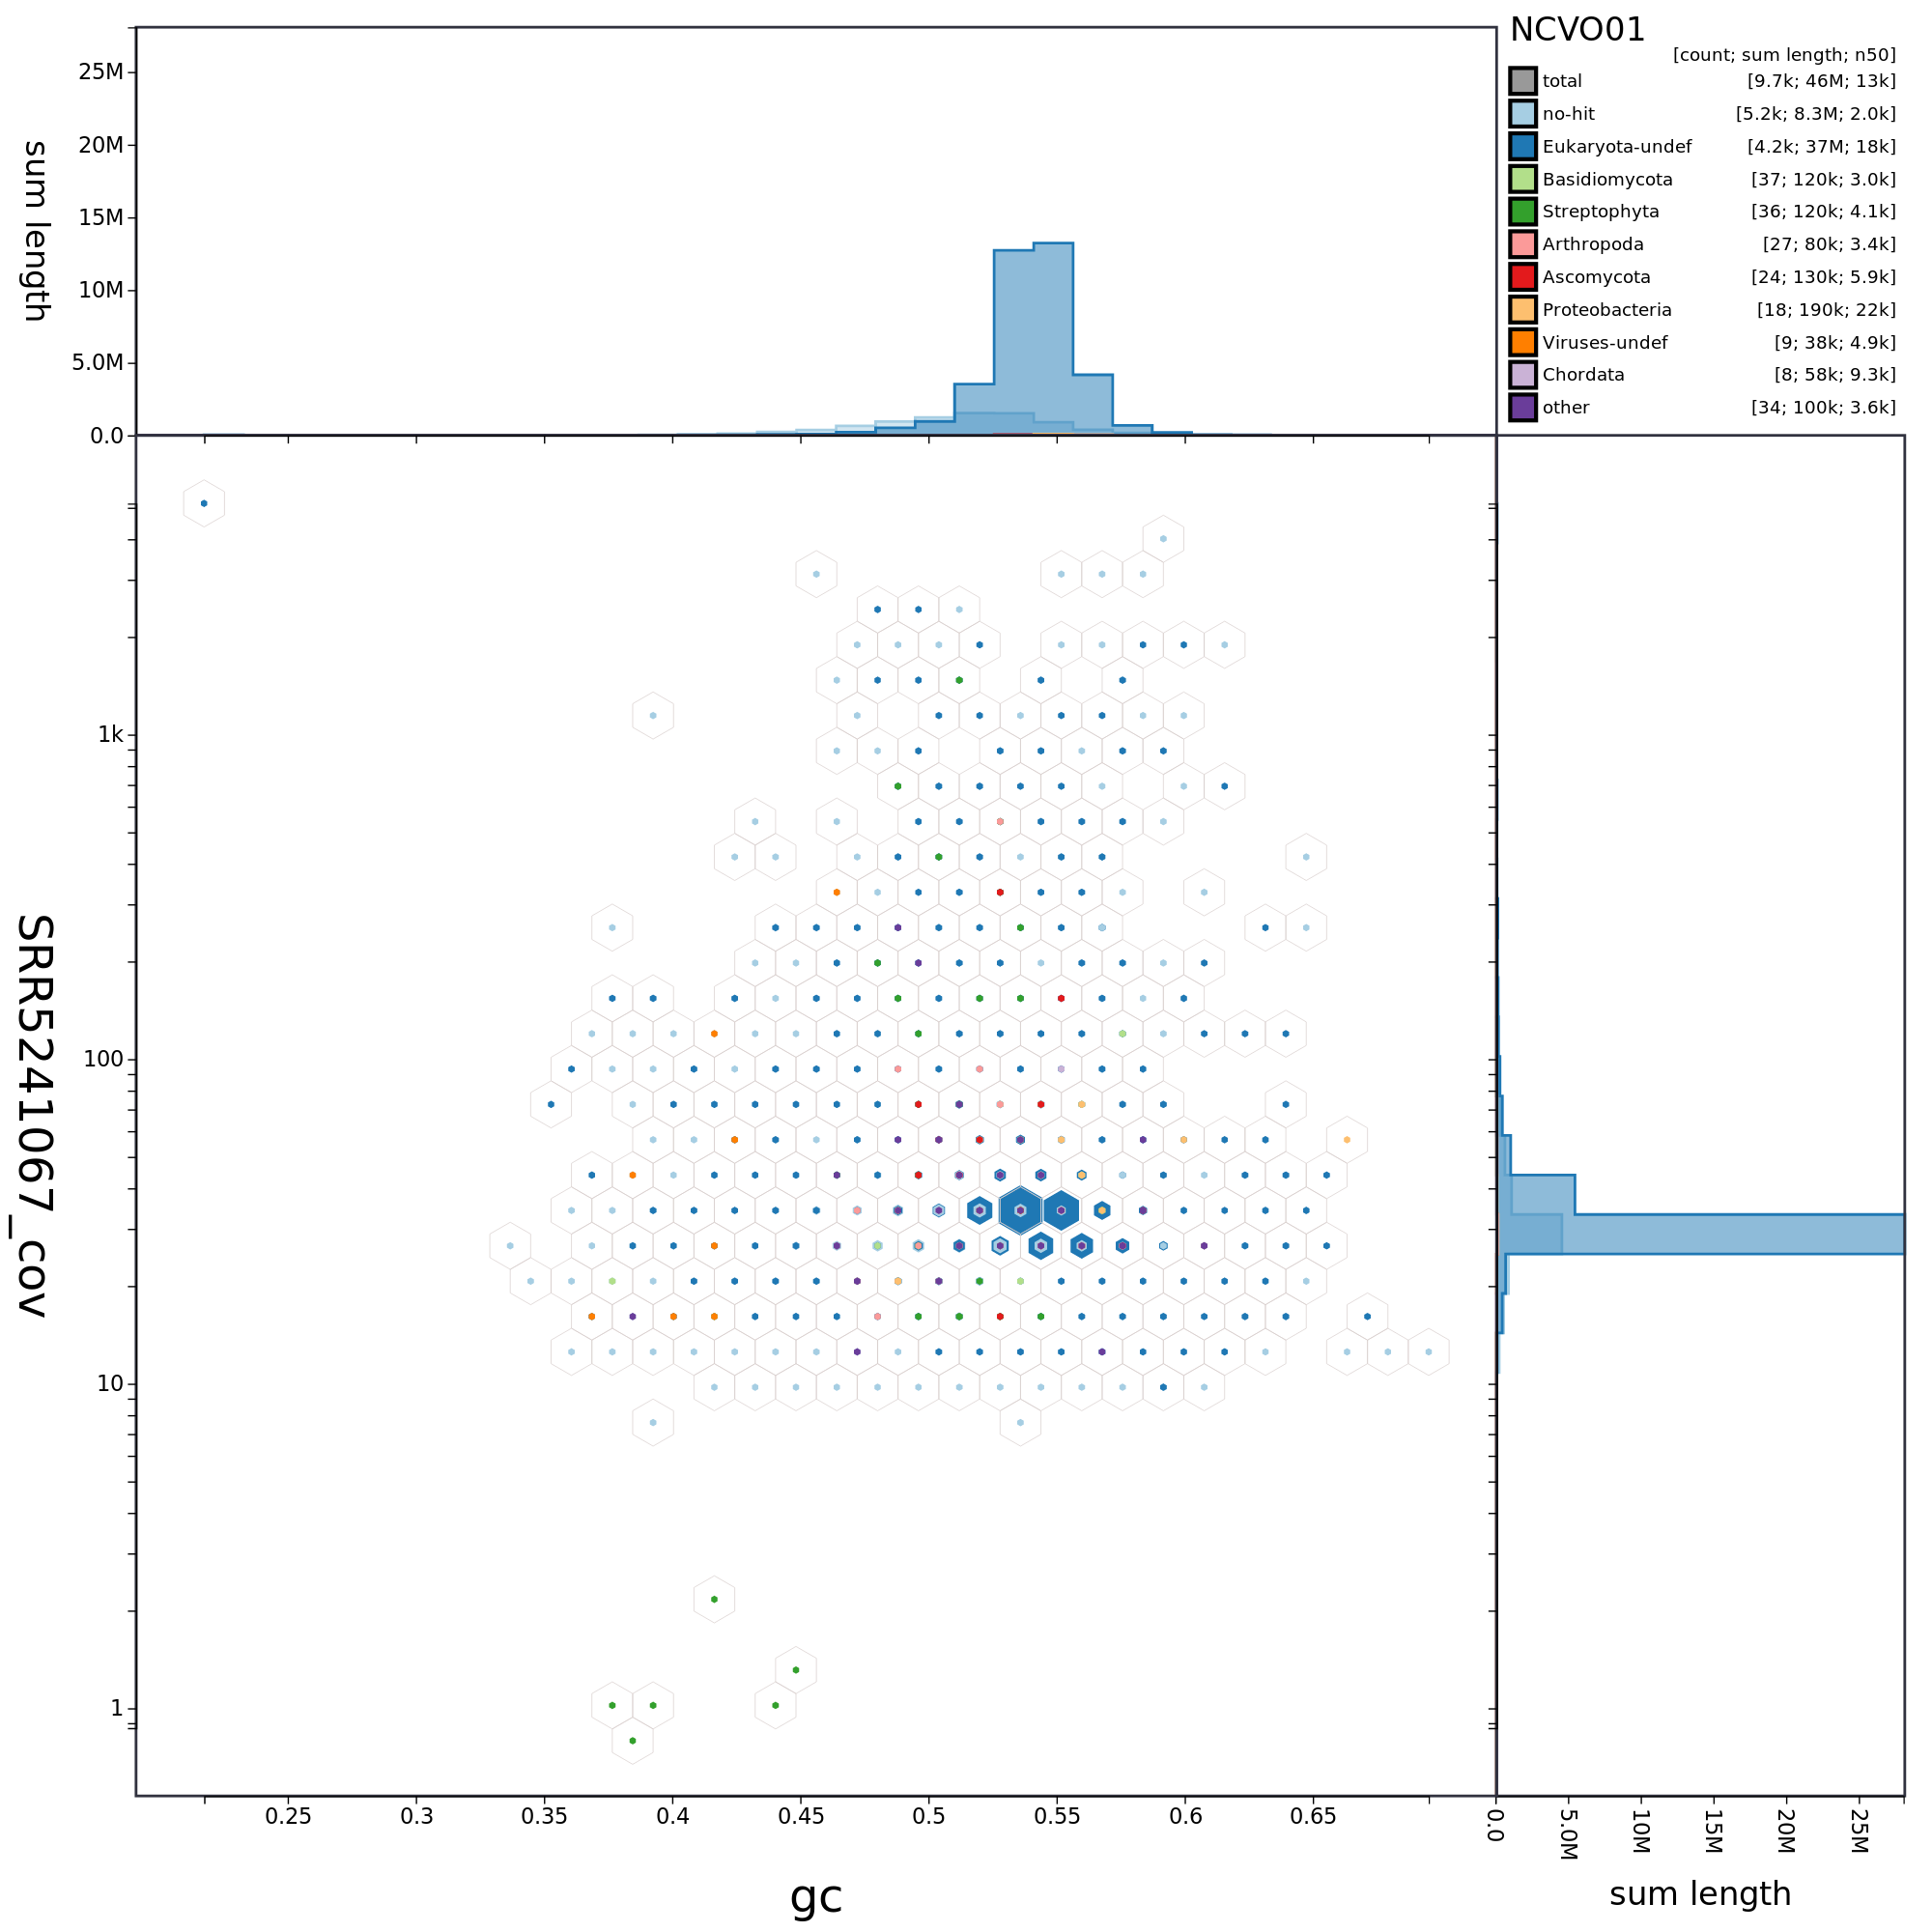 NCVO01
[count; sum length; n50]
total [9.7k; 46M; 13k]
no-hit [5.2k; 8.3M; 2.0k]
Eukaryota-undef [4.2k; 37M; 18k]
Basidiomycota [37; 120k; 3.0k]
Streptophyta [36; 120k; 4.1k]
Arthropoda [27; 80k; 3.4k]
Ascomycota [24; 130k; 5.9k]
Proteobacteria [18; 190k; 22k]
Viruses-undef [9; 38k; 4.9k]
Chordata [8; 58k; 9.3k]
other [34; 100k; 3.6k]
sum length
25M
20M
15M
10M
5.0M
0.0
SRR5241067_cov
1k
100
10
1
0.25 0.3 0.35 0.4 0.45 0.5 0.55 0.6 0.65
gc
0.0 5.0M 10M 15M 20M 25M
sum length